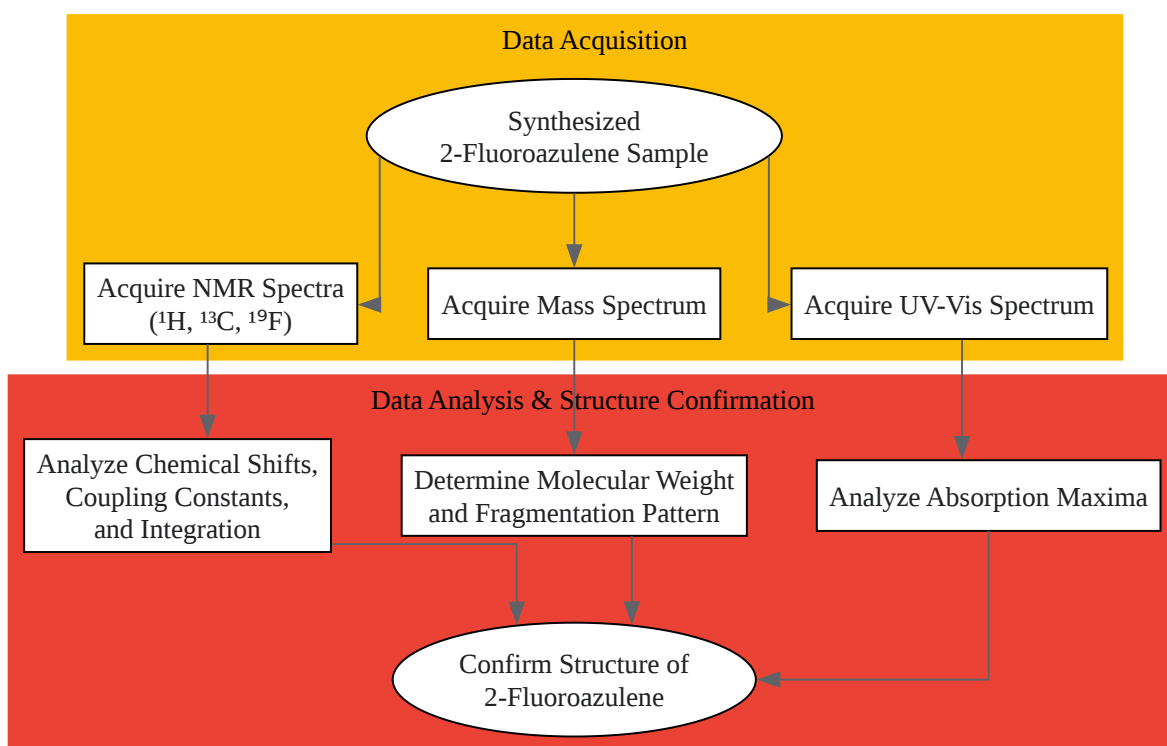 Data Acquisition
Synthesized
2-Fluoroazulene Sample
Acquire NMR Spectra
(¹H, ¹³C, ¹⁹F)
Acquire Mass Spectrum
Acquire UV-Vis Spectrum
Data Analysis & Structure Confirmation
Analyze Chemical Shifts,
Coupling Constants,
and Integration
Determine Molecular Weight
and Fragmentation Pattern
Analyze Absorption Maxima
Confirm Structure of
2-Fluoroazulene